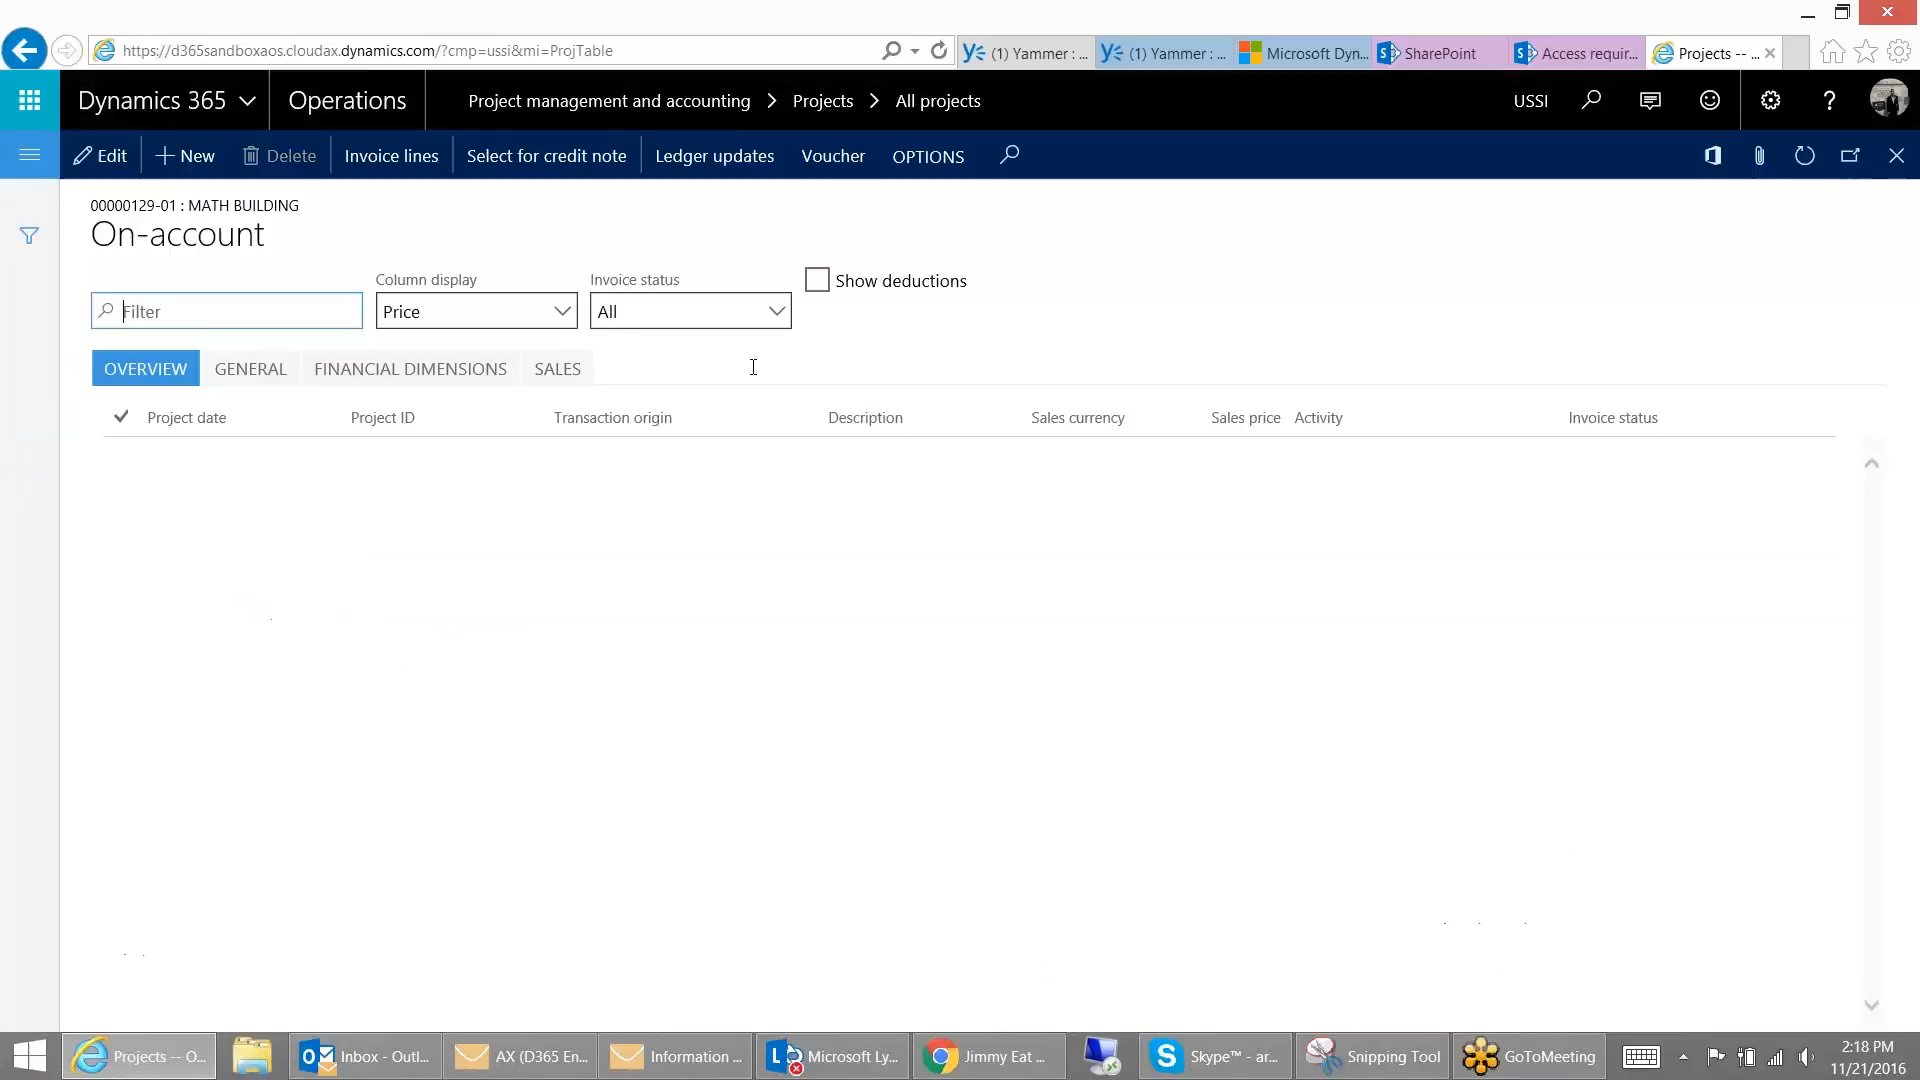 https://d365sandboxaos.cloudax.dynamics.com/?cmp=ussi&mi=ProjTable
(1) Yammer : ...
(1) Yammer : ...
Microsoft Dyn...
SharePoint
Access requir...
Projects -- ...
Dynamics 365
Operations
Project management and accounting > Projects > All projects
USSI
Edit
New
Delete
Invoice lines
Select for credit note
Ledger updates
Voucher
OPTIONS
00000129-01 : MATH BUILDING
On-account
Filter
Column display
Price
Invoice status
All
Show deductions
OVERVIEW
GENERAL
FINANCIAL DIMENSIONS
SALES
Project date
Project ID
Transaction origin
Description
Sales currency
Sales price
Activity
Invoice status
Projects -- O...
Inbox - Outl...
AX (D365 En...
Information ...
Microsoft Ly...
Jimmy Eat ...
Skype™ - ar...
Snipping Tool
GoToMeeting
2:18 PM
11/21/2016